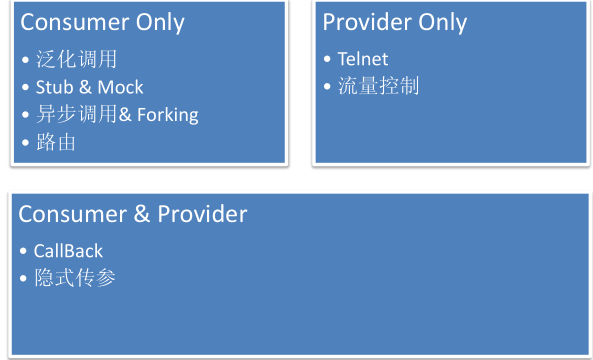 Consumer Only
• 泛化调用
• Stub & Mock
• 异步调用& Forking
• 路由
Provider Only
• Telnet
• 流量控制
Consumer & Provider
• CallBack
• 隐式传参